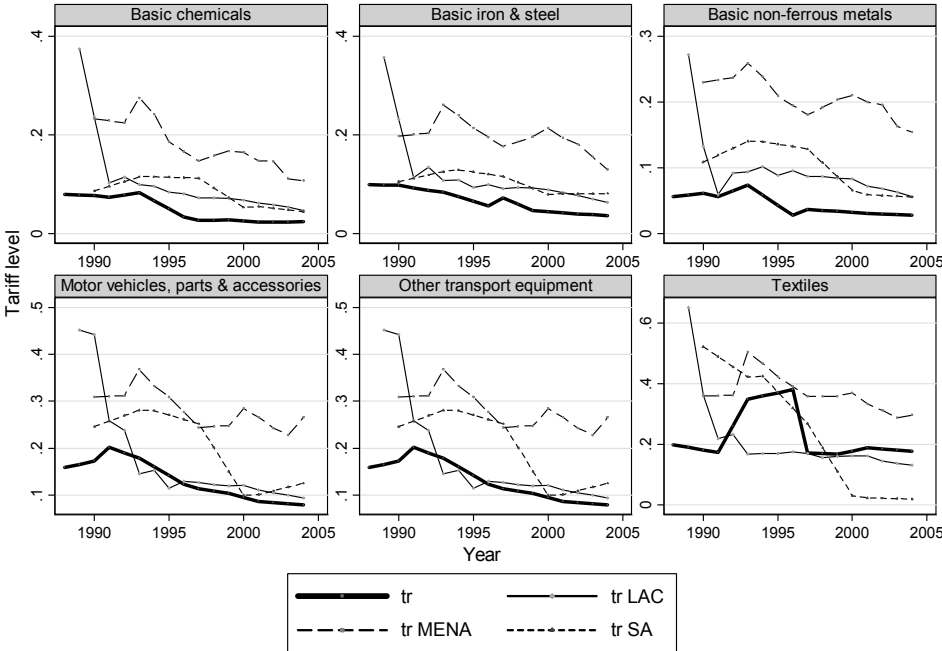 Basic chemicals
Basic iron & steel
Basic non-ferrous metals
.4
.2
0
.4
.2
0
.3
.2
.1
0
1990 1995 2000 2005
1990 1995 2000 2005
1990 1995 2000 2005
Motor vehicles, parts & accessories
Other transport equipment
Textiles
.5
.4
.3
.2
.1
.5
.4
.3
.2
.1
.6
.4
.2
0
1990 1995 2000 2005
1990 1995 2000 2005
1990 1995 2000 2005
Tariff level
Year
tr
tr LAC
tr MENA
tr SA